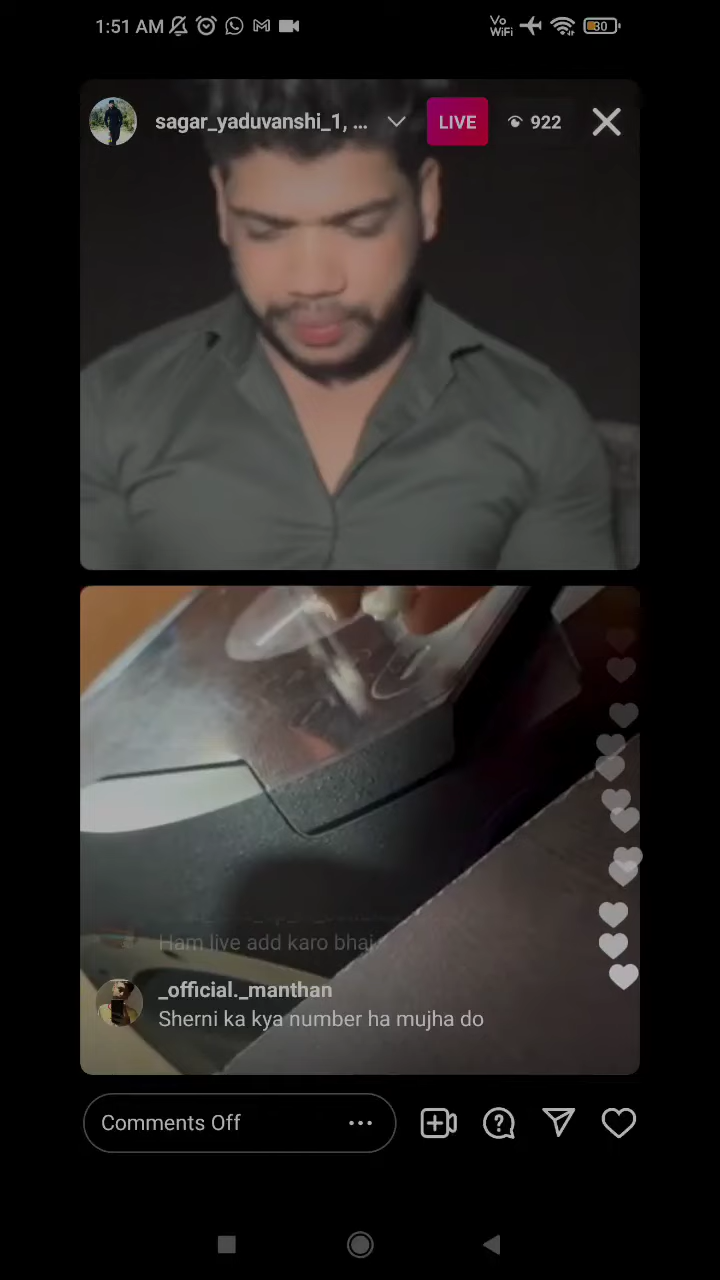 1:51 AM
Vo
WiFi
30
sagar_yaduvanshi_1, ...
LIVE
922
Ham live add karo bhai
_official._manthan
Sherni ka kya number ha mujha do
Comments Off